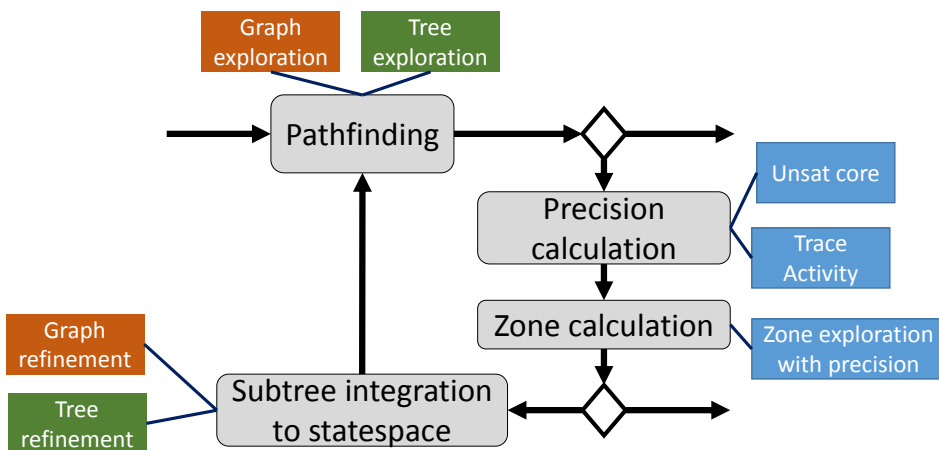 Graph
exploration
Tree
exploration
Pathfinding
Unsat core
Precision
calculation
Trace
Activity
Zone calculation
Zone exploration
with precision
Graph
refinement
Subtree integration
to statespace
Tree
refinement